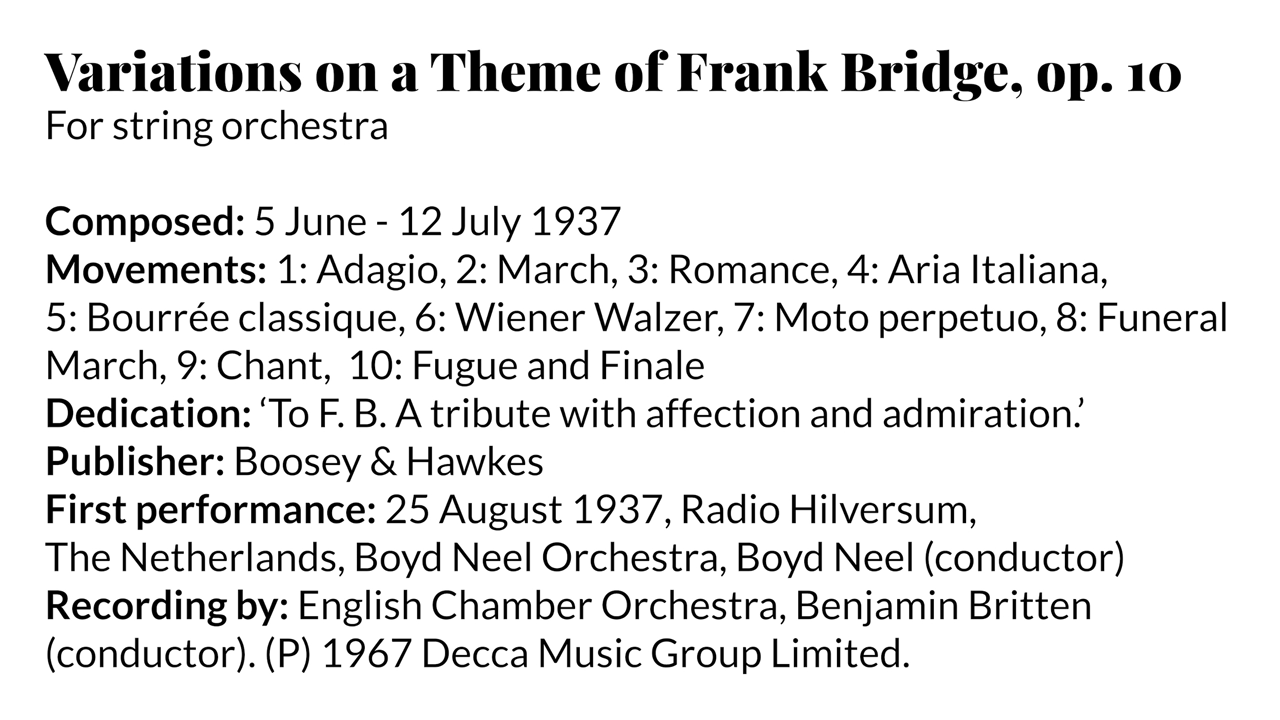 Variations on a Theme of Frank Bridge, op. 10
For string orchestra
Composed: 5 June - 12 July 1937
Movements: 1: Adagio, 2: March, 3: Romance, 4: Aria Italiana,
5: Bourrée classique, 6: Wiener Walzer, 7: Moto perpetuo, 8: Funeral
March, 9: Chant,  10: Fugue and Finale
Dedication: ‘To F. B. A tribute with affection and admiration.’
Publisher: Boosey & Hawkes
First performance: 25 August 1937, Radio Hilversum,
The Netherlands, Boyd Neel Orchestra, Boyd Neel (conductor)
Recording by: English Chamber Orchestra, Benjamin Britten
(conductor). (P) 1967 Decca Music Group Limited.